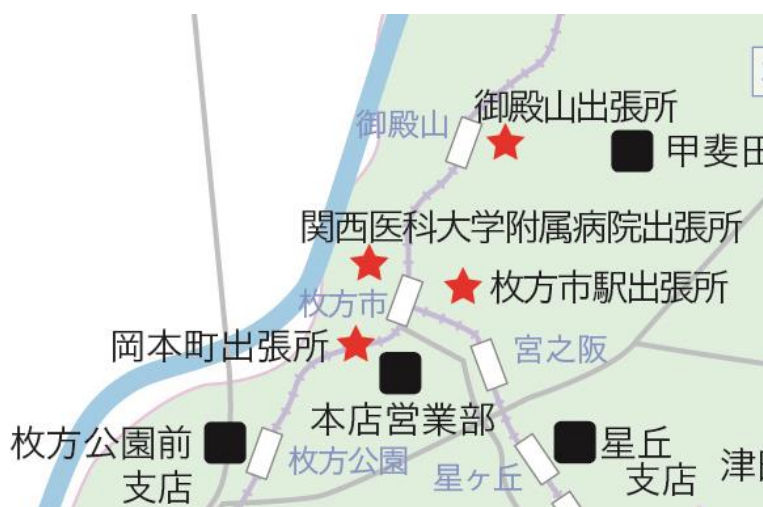 御殿山出張所
御殿山
甲斐田
関西医科大学附属病院出張所
枚方市駅出張所
枚方市
岡本町出張所
宮之阪
本店営業部
枚方公園前
支店
枚方公園
星丘
支店
星ヶ丘
津